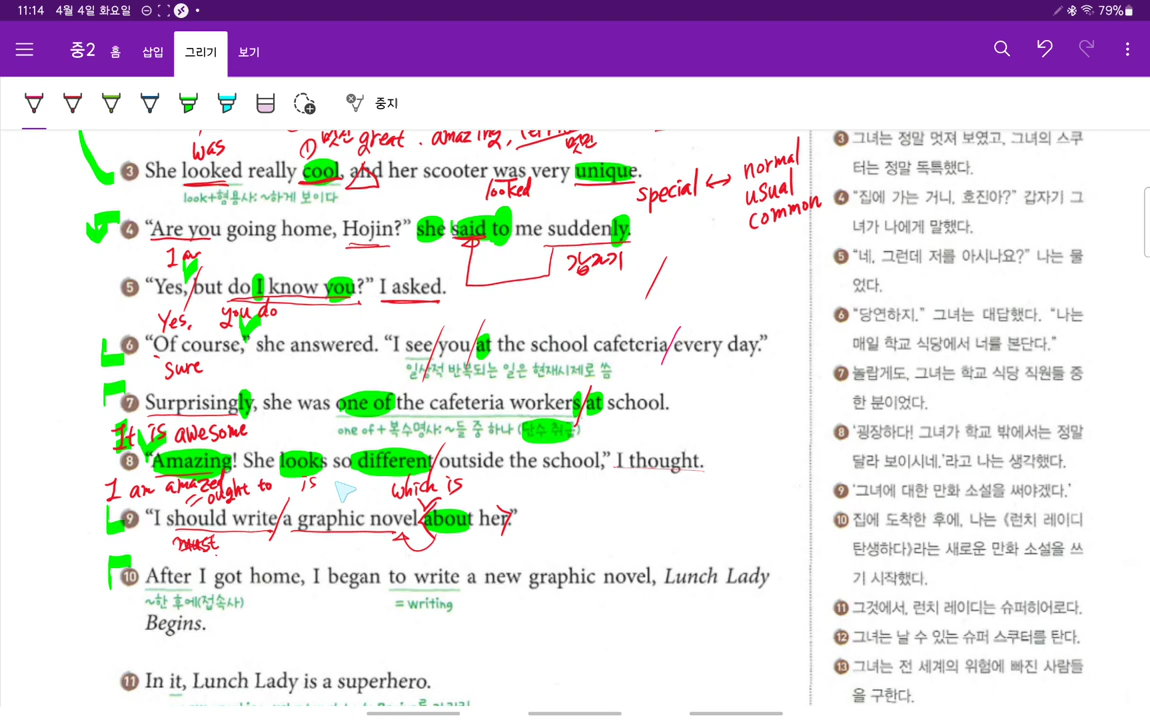 11:14 4월 4일 화요일 79%
중2 홈 삽입 그리기 보기
중지
was
① 멋진 great. amazing,
멋진
③ She looked really cool, and her scooter was very unique.
look+형용사: ~하게 보이다
looked
special ↔ normal
usual
common
④ “Are you going home, Hojin?” she said to me suddenly.
I am
갑자기
⑤ “Yes, but do I know you?” I asked.
Yes, you do
⑥ “Of course,” she answered. “I see you at the school cafeteria every day.”
sure
일상적 반복되는 일은 현재시제로 씀
⑦ Surprisingly, she was one of the cafeteria workers at school.
It is awesome
one of + 복수명사: ~들 중 하나 (단수 취급)
⑧ “Amazing! She looks so different outside the school,” I thought.
I am amazed
ought to
is
which is
⑨ “I should write a graphic novel about her.”
must
⑩ After I got home, I began to write a new graphic novel, Lunch Lady
~한 후에(접속사)
= writing
Begins.
⑪ In it, Lunch Lady is a superhero.
③ 그녀는 정말 멋져 보였고, 그녀의 스쿠
터는 정말 독특했다.
④ “집에 가는 거니, 호진아?” 갑자기 그
녀가 나에게 말했다.
⑤ “네, 그런데 저를 아시나요?” 나는 물
었다.
⑥ “당연하지.” 그녀는 대답했다. “나는
매일 학교 식당에서 너를 본단다.”
⑦ 놀랍게도, 그녀는 학교 식당 직원들 중
한 분이었다.
⑧ ‘굉장하다! 그녀가 학교 밖에서는 정말
달라 보이시네.’라고 나는 생각했다.
⑨ ‘그녀에 대한 만화 소설을 써야겠다.’
⑩ 집에 도착한 후에, 나는 《런치 레이디
탄생하다》라는 새로운 만화 소설을 쓰
기 시작했다.
⑪ 그것에서, 런치 레이디는 슈퍼히어로다.
⑫ 그녀는 날 수 있는 슈퍼 스쿠터를 탄다.
⑬ 그녀는 전 세계의 위험에 빠진 사람들
을 구한다.